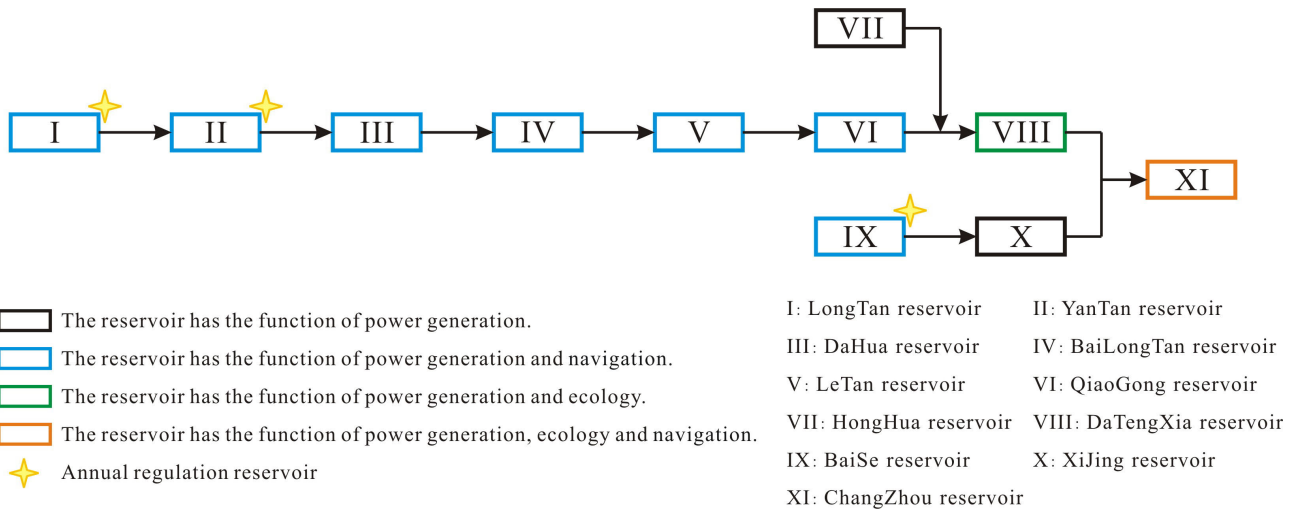 VII
I
II
III
IV
V
VI
VIII
XI
IX
X
The reservoir has the function of power generation.
The reservoir has the function of power generation and navigation.
The reservoir has the function of power generation and ecology.
The reservoir has the function of power generation, ecology and navigation.
Annual regulation reservoir
I: LongTan reservoir
II: YanTan reservoir
III: DaHua reservoir
IV: BaiLongTan reservoir
V: LeTan reservoir
VI: QiaoGong reservoir
VII: HongHua reservoir
VIII: DaTengXia reservoir
IX: BaiSe reservoir
X: XiJing reservoir
XI: ChangZhou reservoir